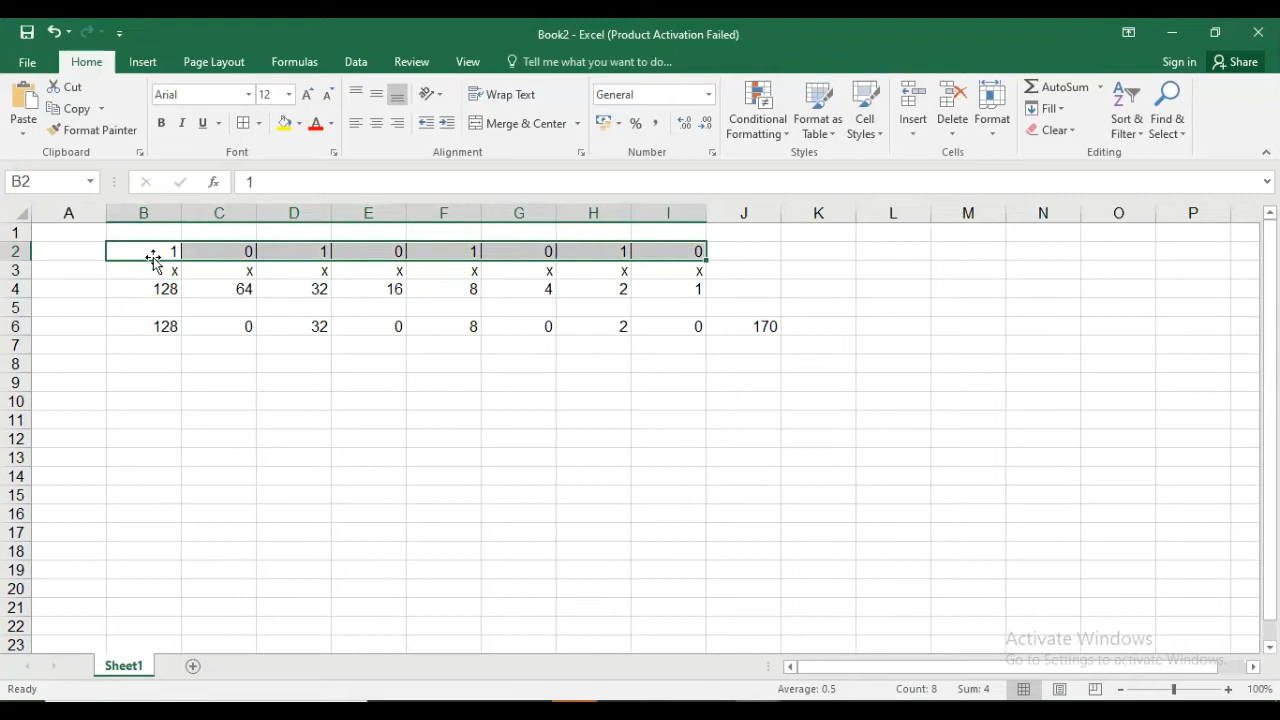 Book2 - Excel (Product Activation Failed)
File Home Insert Page Layout Formulas Data Review View Tell me what you want to do... Sign in Share
Paste Cut Copy Format Painter Clipboard
Arial 12 B I U A Font
Wrap Text Merge & Center Alignment
General % , Number
Conditional Formatting Format as Table Cell Styles Styles
Insert Delete Format Cells
AutoSum Fill Clear Sort & Filter Find & Select Editing
B2 fx 1
A B C D E F G H I J K L M N O P
1
2 1 0 1 0 1 0 1 0
3 x x x x x x x x
4 128 64 32 16 8 4 2 1
5
6 128 0 32 0 8 0 2 0 170
7
8
9
10
11
12
13
14
15
16
17
18
19
20
21
22
23
Activate Windows
Go to Settings to activate Windows.
Sheet1
Ready Average: 0.5 Count: 8 Sum: 4 100%